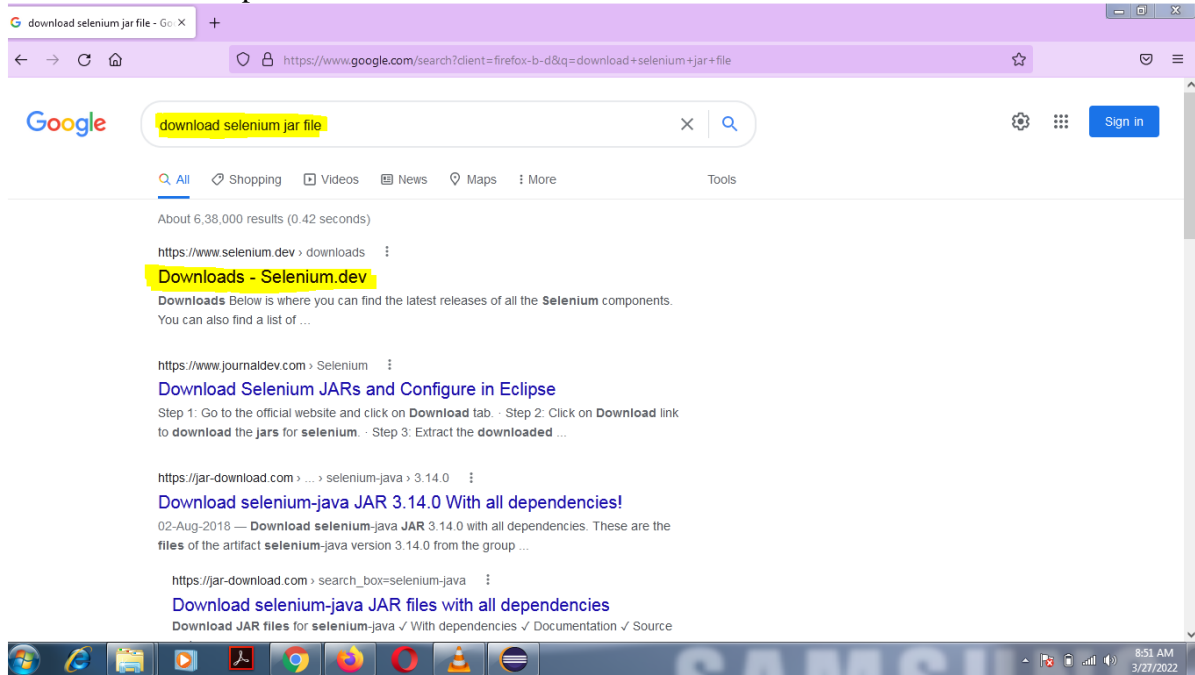 download selenium jar file - Go
https://www.google.com/search?client=firefox-b-d&q=download+selenium+jar+file
Google
download selenium jar file
Sign in
All Shopping Videos News Maps More Tools
About 6,38,000 results (0.42 seconds)
https://www.selenium.dev › downloads
Downloads - Selenium.dev
Downloads Below is where you can find the latest releases of all the Selenium components.
You can also find a list of ...
https://www.journaldev.com › Selenium
Download Selenium JARs and Configure in Eclipse
Step 1: Go to the official website and click on Download tab. · Step 2: Click on Download link
to download the jars for selenium. · Step 3: Extract the downloaded ...
https://jar-download.com › ... › selenium-java › 3.14.0
Download selenium-java JAR 3.14.0 With all dependencies!
02-Aug-2018 — Download selenium-java JAR 3.14.0 with all dependencies. These are the
files of the artifact selenium-java version 3.14.0 from the group ...
https://jar-download.com › search_box=selenium-java
Download selenium-java JAR files with all dependencies
Download JAR files for selenium-java ✓ With dependencies ✓ Documentation ✓ Source
8:51 AM
3/27/2022